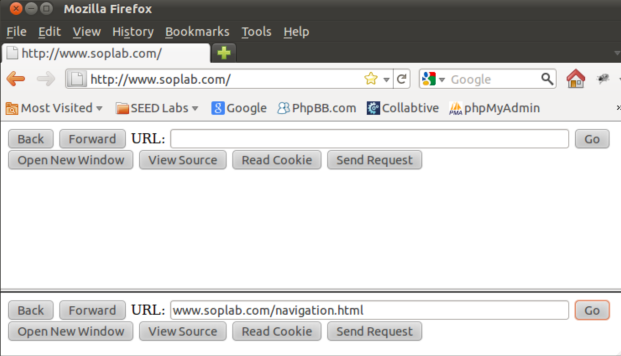 Mozilla Firefox
File Edit View History Bookmarks Tools Help
http://www.soplab.com/
http://www.soplab.com/ Google
Most Visited SEED Labs Google PhpBB.com Collabtive phpMyAdmin
Back Forward URL: Go
Open New Window View Source Read Cookie Send Request
Back Forward URL: www.soplab.com/navigation.html Go
Open New Window View Source Read Cookie Send Request